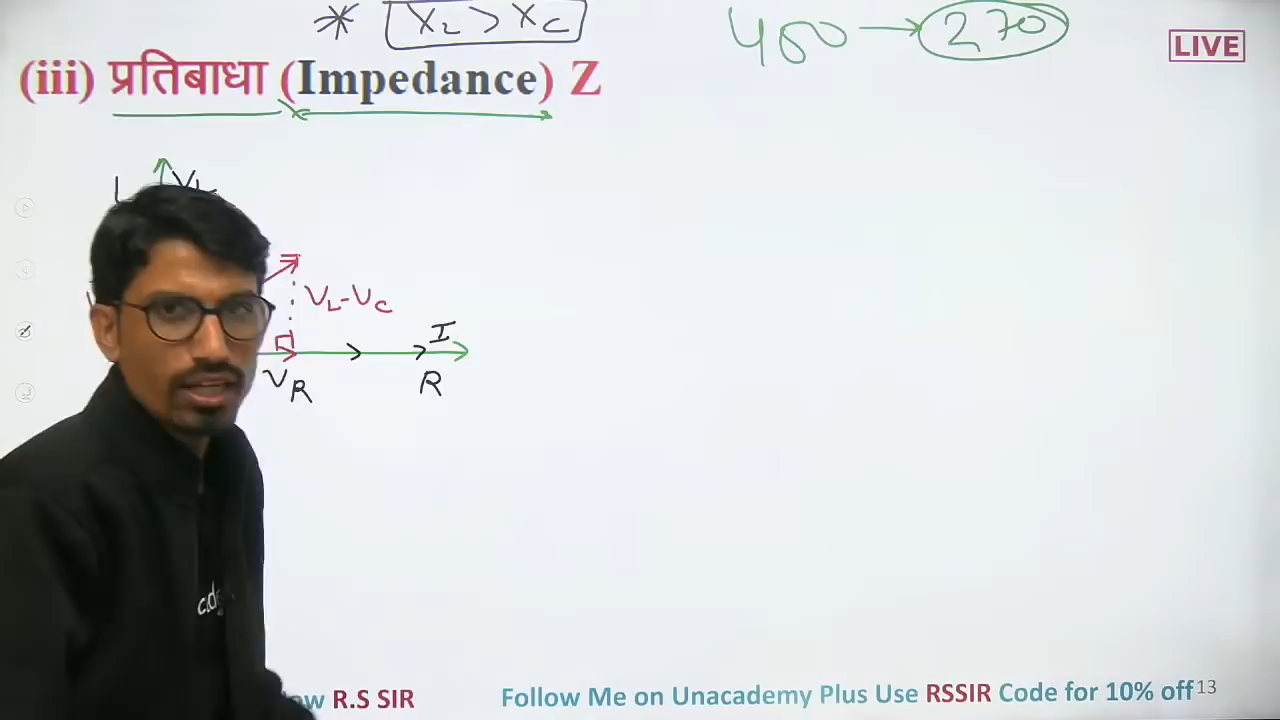 * X_L > X_C
400 → 270
LIVE
(iii) प्रतिबाधा (Impedance) Z
L V_L
V_L-V_C
I
V_R R
R.S SIR
Follow Me on Unacademy Plus Use RSSIR Code for 10% off
13